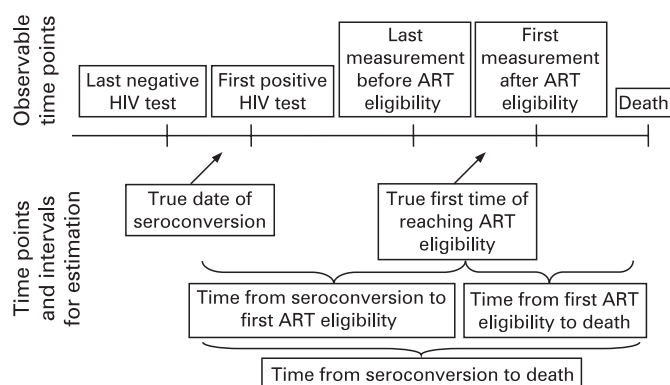 Observable
time points
Last negative
HIV test
First positive
HIV test
Last
measurement
before ART
eligibility
First
measurement
after ART
eligibility
Death
Time points
and intervals
for estimation
True date of
seroconversion
True first time of
reaching ART
eligibility
Time from seroconversion to
first ART eligibility
Time from first ART
eligibility to death
Time from seroconversion to death